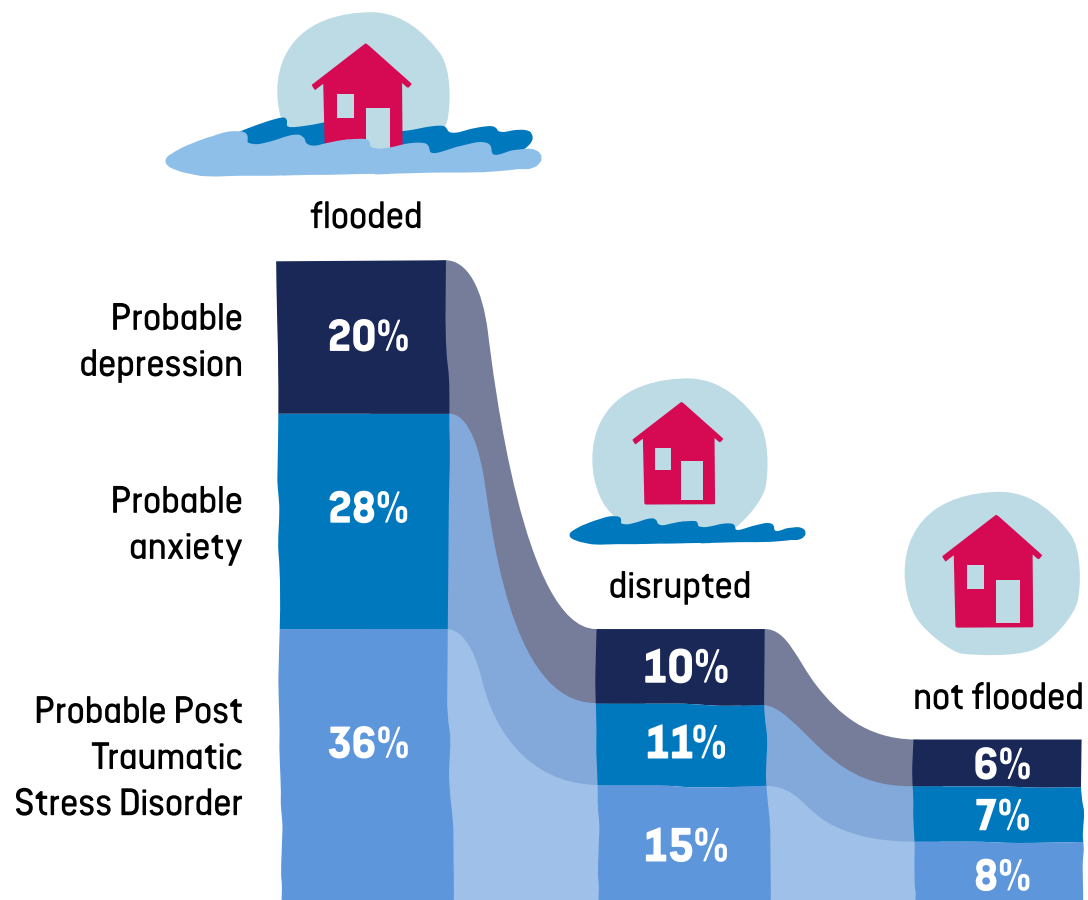 flooded
Probable
depression
20%
Probable
anxiety
28%
Probable Post
Traumatic
Stress Disorder
36%
disrupted
10%
11%
15%
not flooded
6%
7%
8%